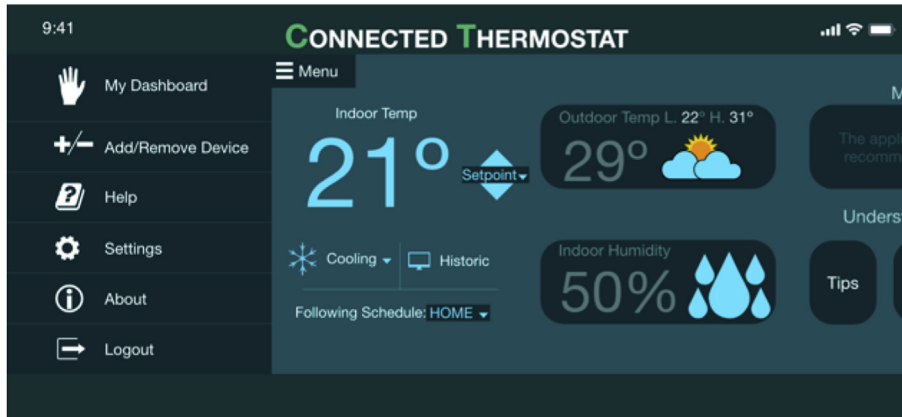 9:41
CONNECTED THERMOSTAT
My Dashboard
Add/Remove Device
Help
Settings
About
Logout
Menu
Indoor Temp
21°
Setpoint
Cooling
Historic
Following Schedule: HOME
Outdoor Temp L. 22° H. 31°
29°
Indoor Humidity
50%
The
Tips